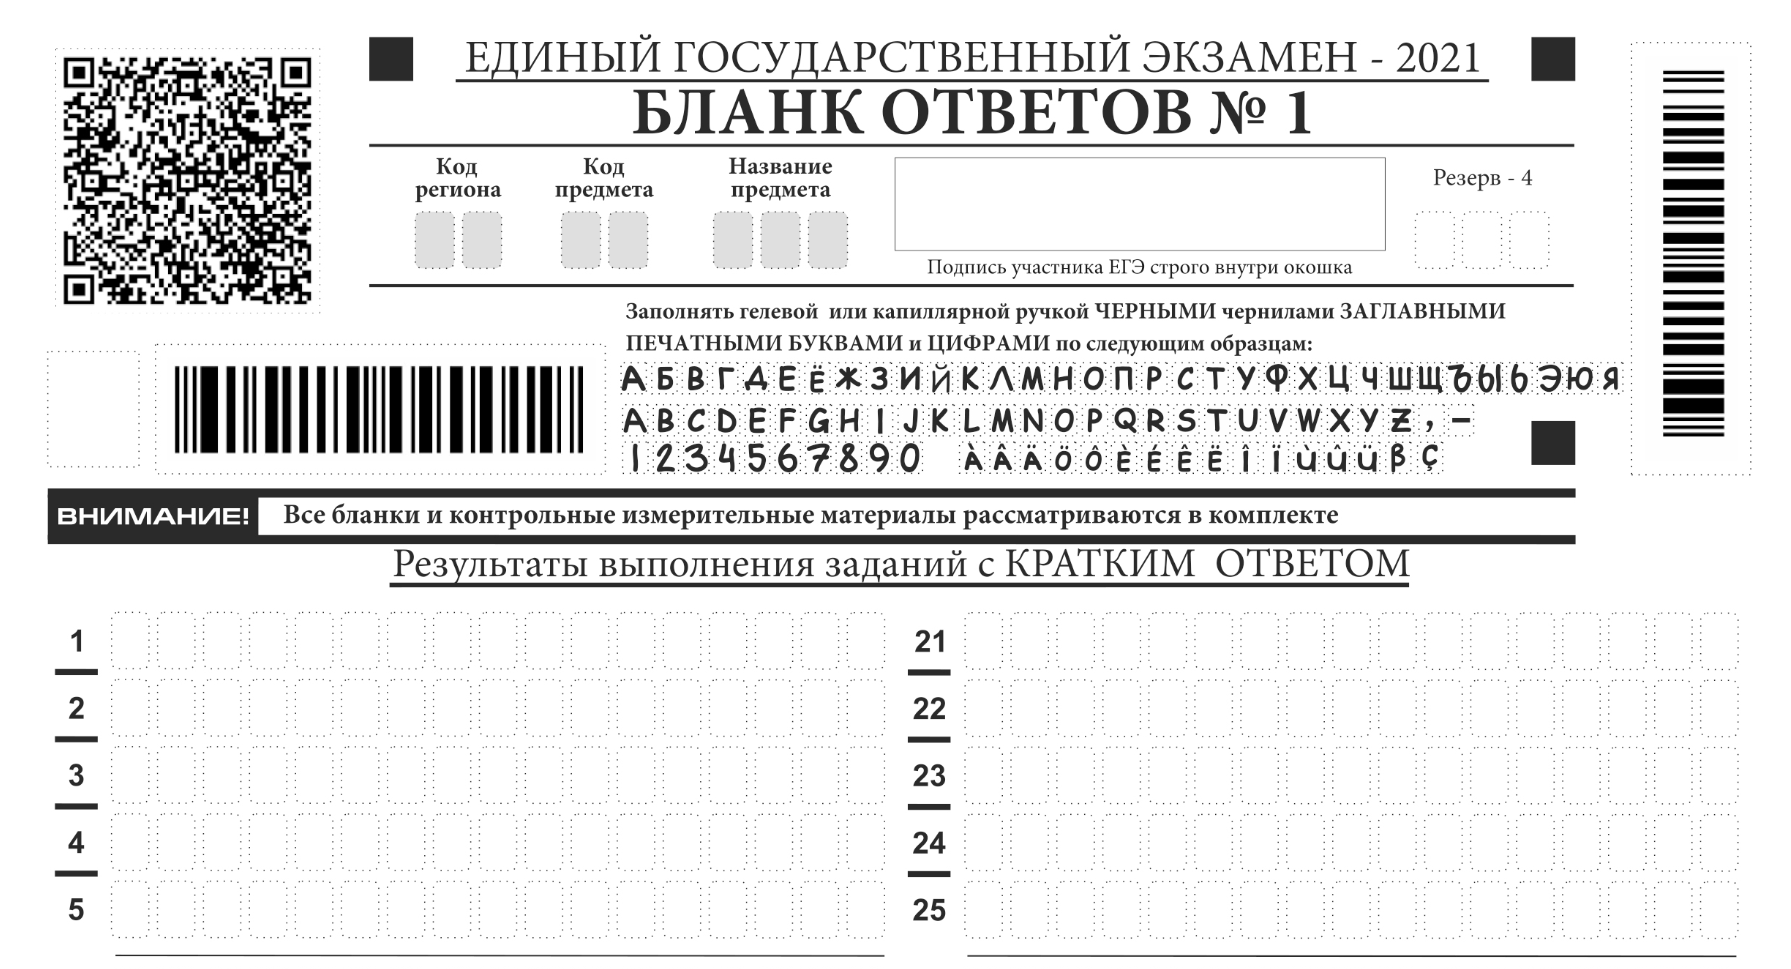 ЕДИНЫЙ ГОСУДАРСТВЕННЫЙ ЭКЗАМЕН - 2021
БЛАНК ОТВЕТОВ № 1
Код региона
Код предмета
Название предмета
Резерв - 4
Подпись участника ЕГЭ строго внутри окошка
Заполнять гелевой или капиллярной ручкой ЧЕРНЫМИ чернилами ЗАГЛАВНЫМИ
ПЕЧАТНЫМИ БУКВАМИ и ЦИФРАМИ по следующим образцам:
А Б В Г Д Е Ё Ж З И Й К Л М Н О П Р С Т У Ф Х Ц Ч Ш Щ Ъ Ы Ь Э Ю Я
A B C D E F G H I J K L M N O P Q R S T U V W X Y Z , -
1 2 3 4 5 6 7 8 9 0 À Â Ä Ö Ô È É Ê Ë Î Ï Ù Û Ü β Ç
ВНИМАНИЕ! Все бланки и контрольные измерительные материалы рассматриваются в комплекте
Результаты выполнения заданий с КРАТКИМ ОТВЕТОМ
1
2
3
4
5
21
22
23
24
25